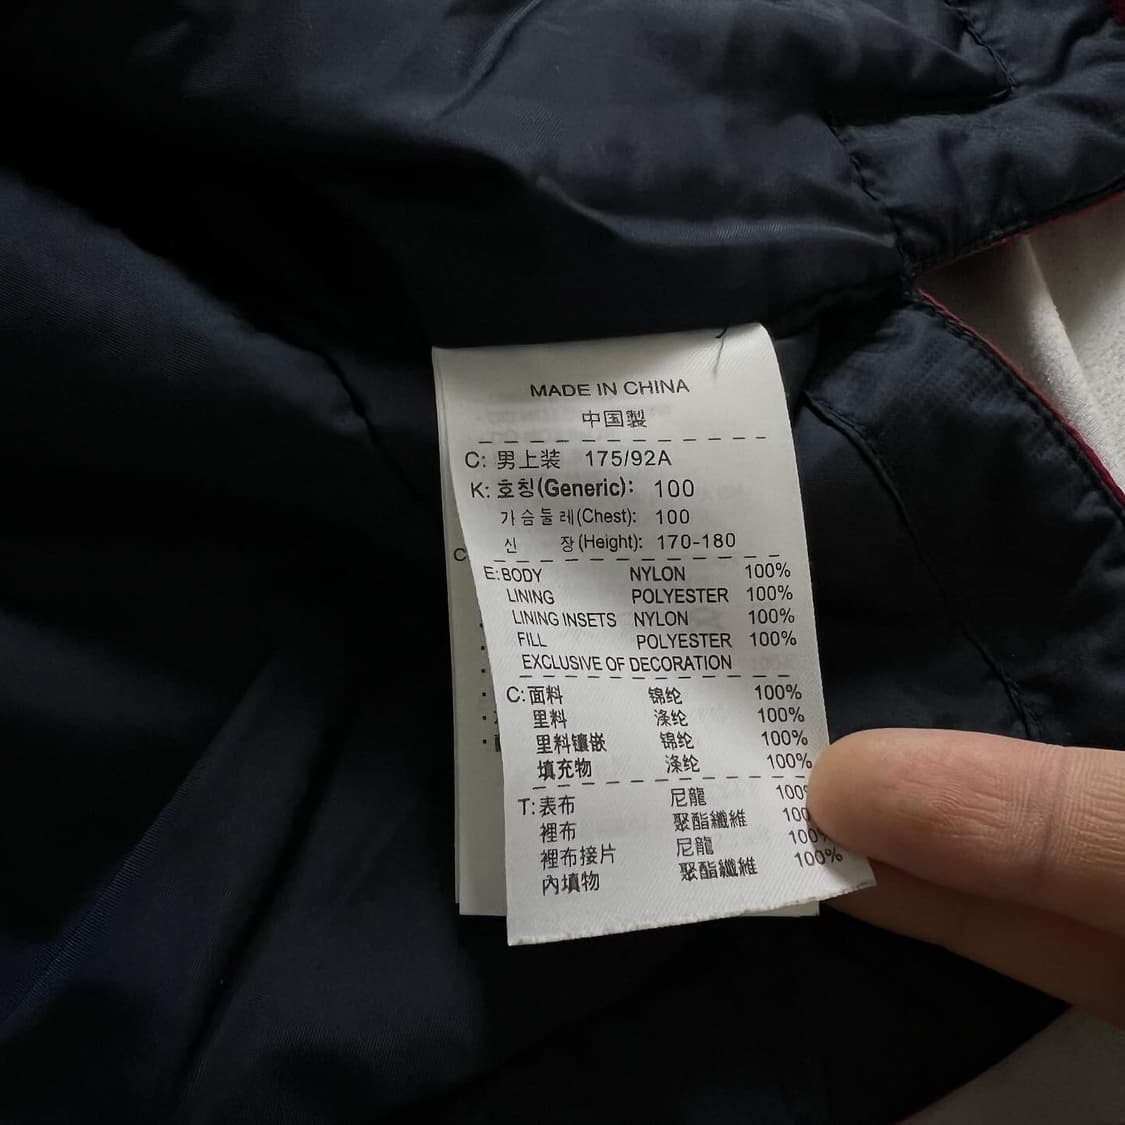 MADE IN CHINA
中国製
C: 男上装 175/92A
K: 호칭(Generic): 100
가슴둘레(Chest): 100
신 장(Height): 170-180
E: BODY NYLON 100%
LINING POLYESTER 100%
LINING INSETS NYLON 100%
FILL POLYESTER 100%
EXCLUSIVE OF DECORATION
C: 面料 锦纶 100%
里料 涤纶 100%
里料镶嵌 锦纶 100%
填充物 涤纶 100%
T: 表布 尼龍 100%
裡布 聚酯纖維 100
裡布接片 尼龍 100%
內填物 聚酯纖維 100%